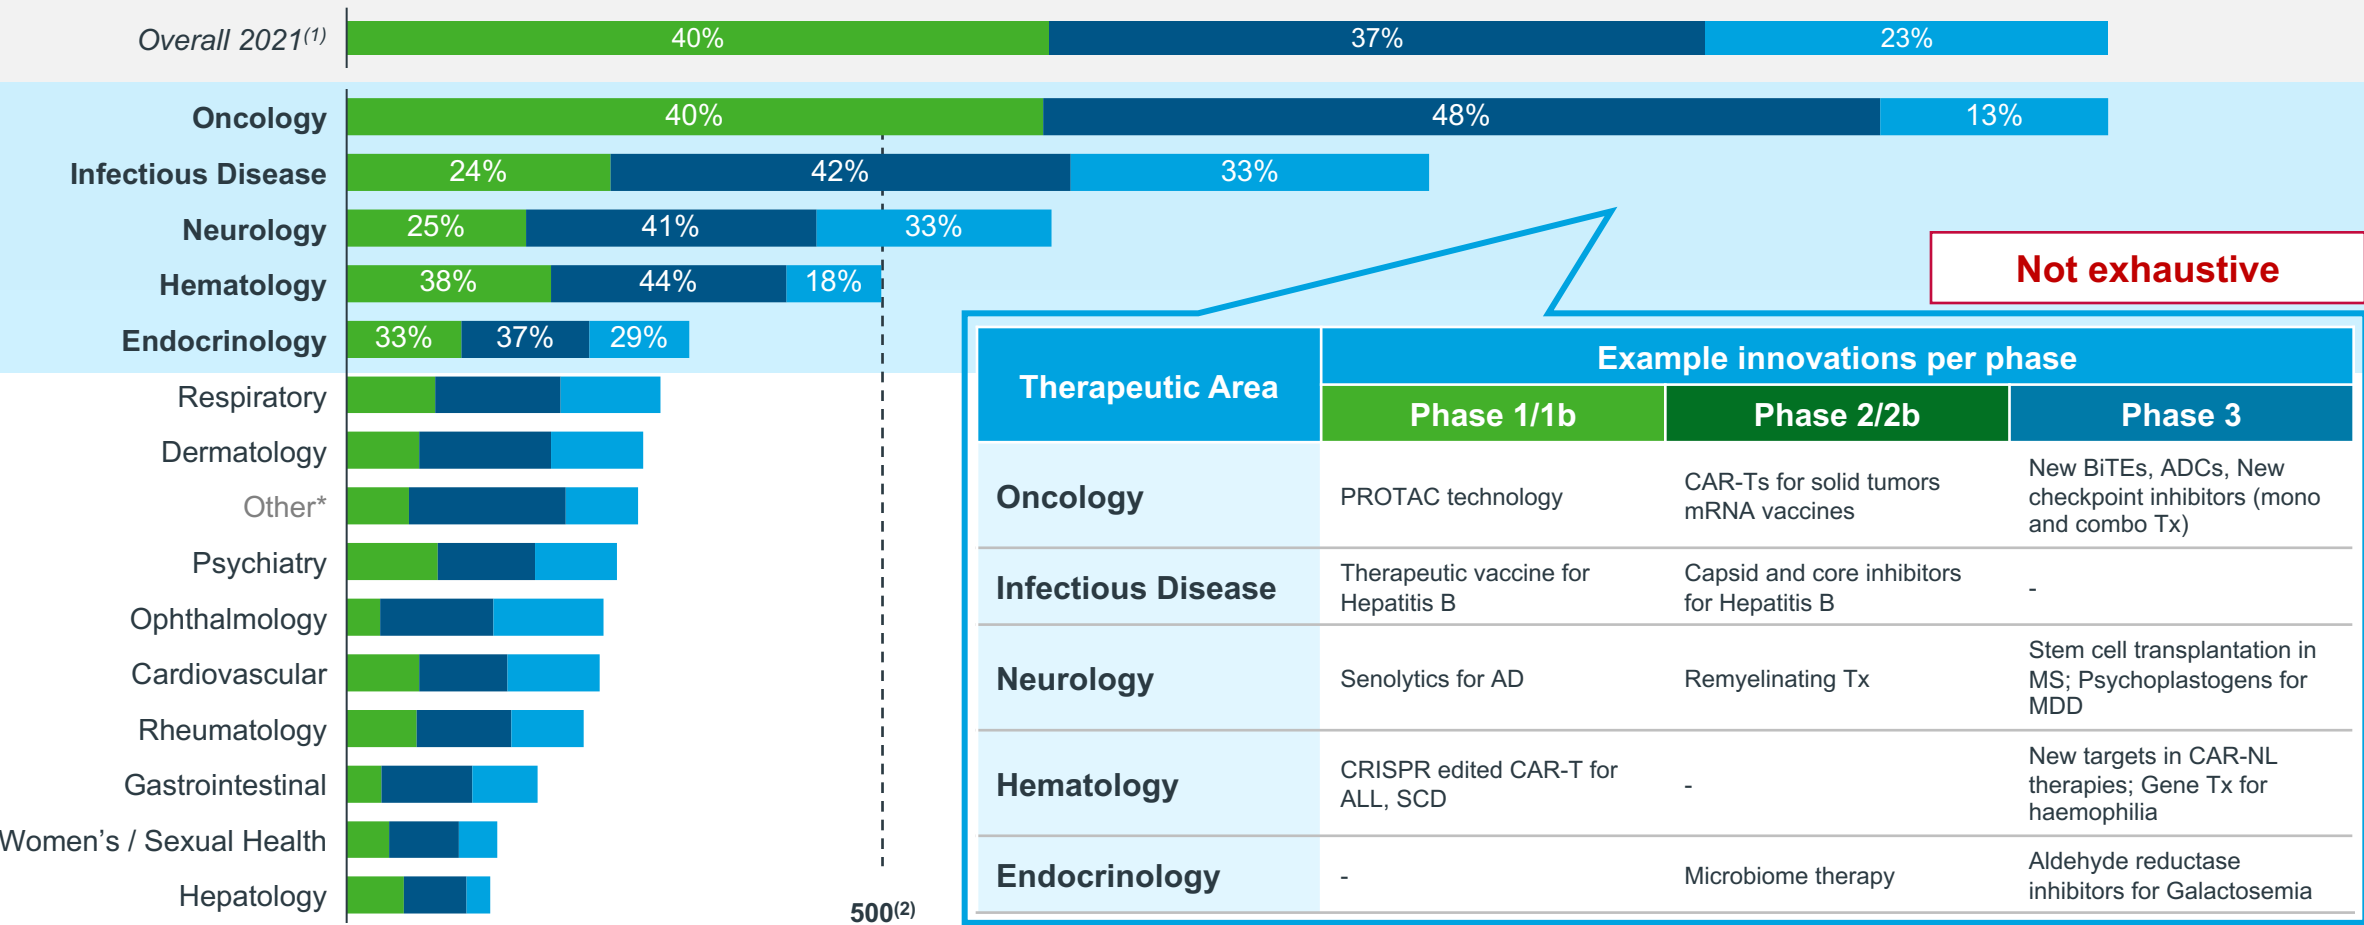 Overall 2021(1)
40%
37%
23%
Oncology
40%
48%
13%
Infectious Disease
24%
42%
33%
Neurology
25%
41%
33%
Hematology
38%
44%
18%
Endocrinology
33%
37%
29%
Respiratory
Dermatology
Other*
Psychiatry
Ophthalmology
Cardiovascular
Rheumatology
Gastrointestinal
Women's / Sexual Health
Hepatology
500(2)
Not exhaustive
Therapeutic Area
Example innovations per phase
Phase 1/1b
Phase 2/2b
Phase 3
Oncology
PROTAC technology
CAR-Ts for solid tumors
mRNA vaccines
New BiTEs, ADCs, New
checkpoint inhibitors (mono
and combo Tx)
Infectious Disease
Therapeutic vaccine for
Hepatitis B
Capsid and core inhibitors
for Hepatitis B
-
Neurology
Senolytics for AD
Remyelinating Tx
Stem cell transplantation in
MS; Psychoplastogens for
MDD
Hematology
CRISPR edited CAR-T for
ALL, SCD
-
New targets in CAR-NL
therapies; Gene Tx for
haemophilia
Endocrinology
-
Microbiome therapy
Aldehyde reductase
inhibitors for Galactosemia